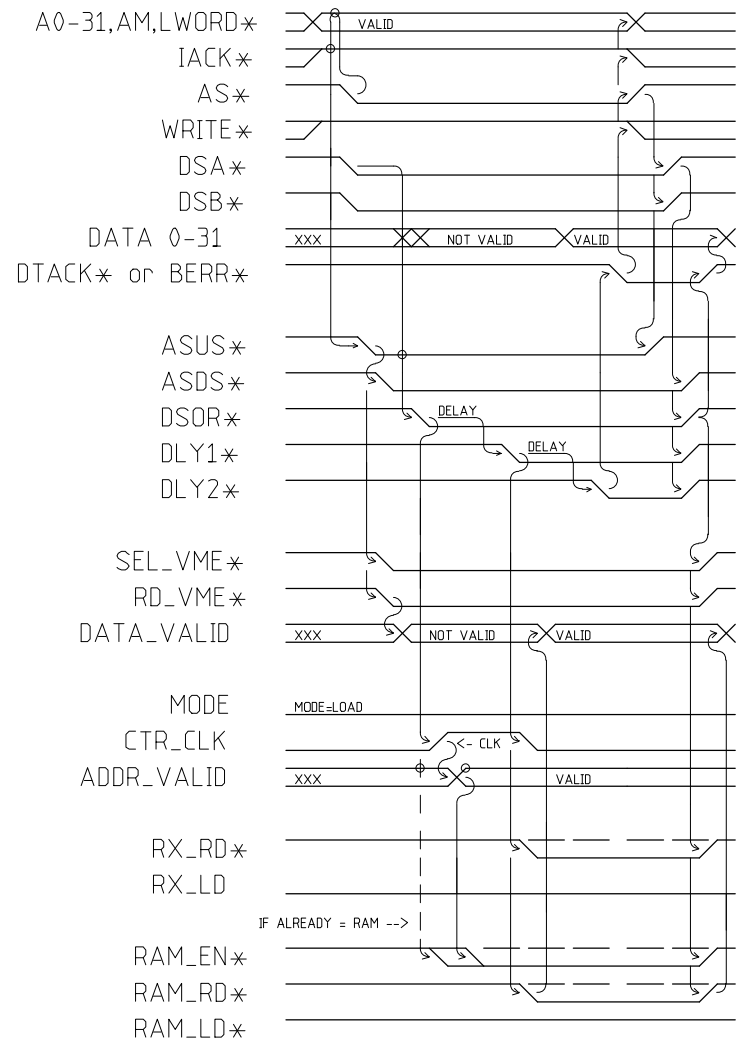 A0-31,AM,LWORD* VALID
IACK*
AS*
WRITE*
DSA*
DSB*
DATA 0-31 XXX NOT VALID VALID
DTACK* or BERR*
ASUS*
ASDS*
DSOR* DELAY
DLY1* DELAY
DLY2*
SEL_VME*
RD_VME*
DATA_VALID XXX NOT VALID VALID
MODE MODE=LOAD
CTR_CLK <- CLK
ADDR_VALID XXX VALID
RX_RD*
RX_LD
IF ALREADY = RAM -->
RAM_EN*
RAM_RD*
RAM_LD*